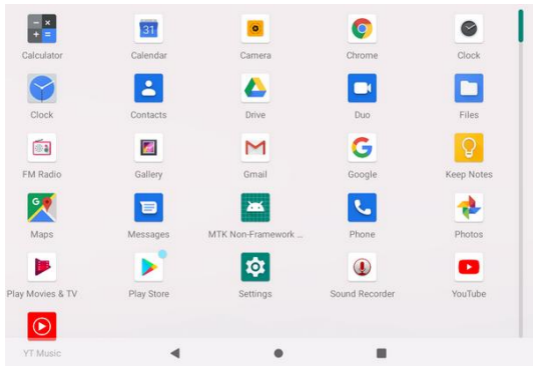 Calculator Calendar Camera Chrome Clock
31
Clock Contacts Drive Duo Files
FM Radio Gallery Gmail Google Keep Notes
Maps Messages MTK Non-Framework ... Phone Photos
Play Movies & TV Play Store Settings Sound Recorder YouTube
YT Music